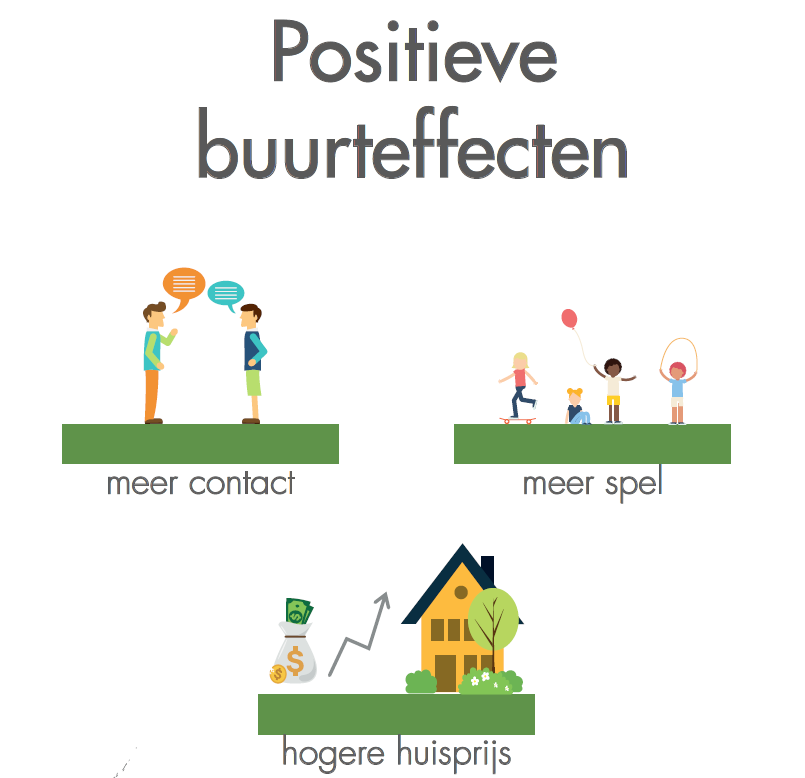 Positieve
buurteffecten
meer contact
meer spel
hogere huisprijs